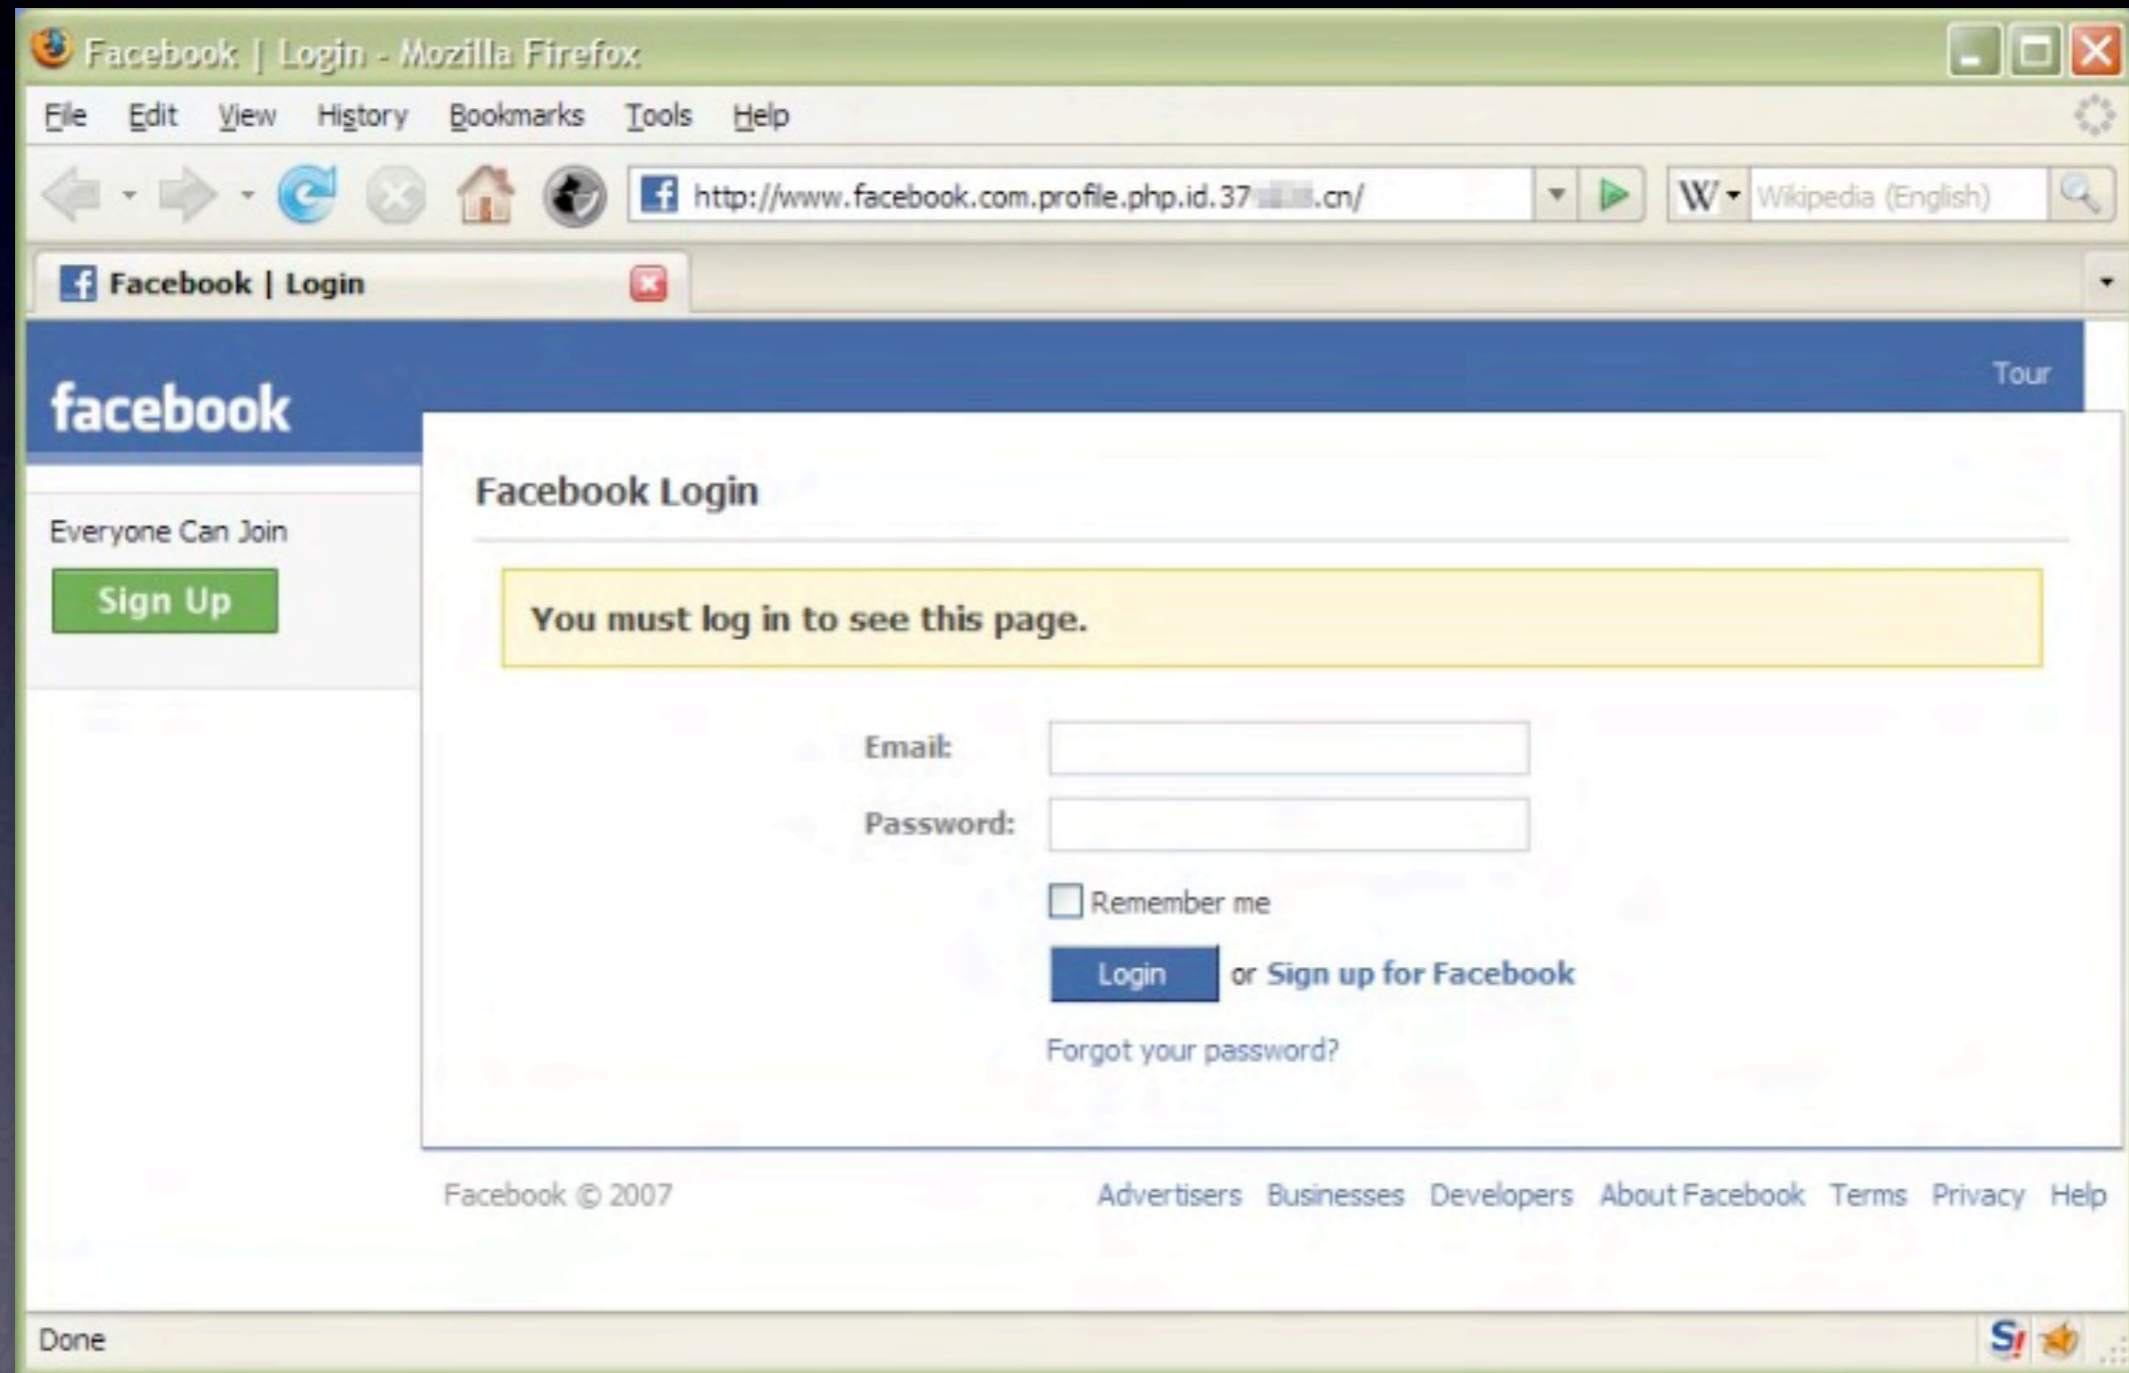 Facebook | Login - Mozilla Firefox
File Edit View History Bookmarks Tools Help
http://www.facebook.com.profile.php.id.37 .cn/ W Wikipedia (English)
Facebook | Login
Tour
facebook
Facebook Login
Everyone Can Join
Sign Up
You must log in to see this page.
Email:
Password:
Remember me
Login or Sign up for Facebook
Forgot your password?
Facebook © 2007 Advertisers Businesses Developers About Facebook Terms Privacy Help
Done S!